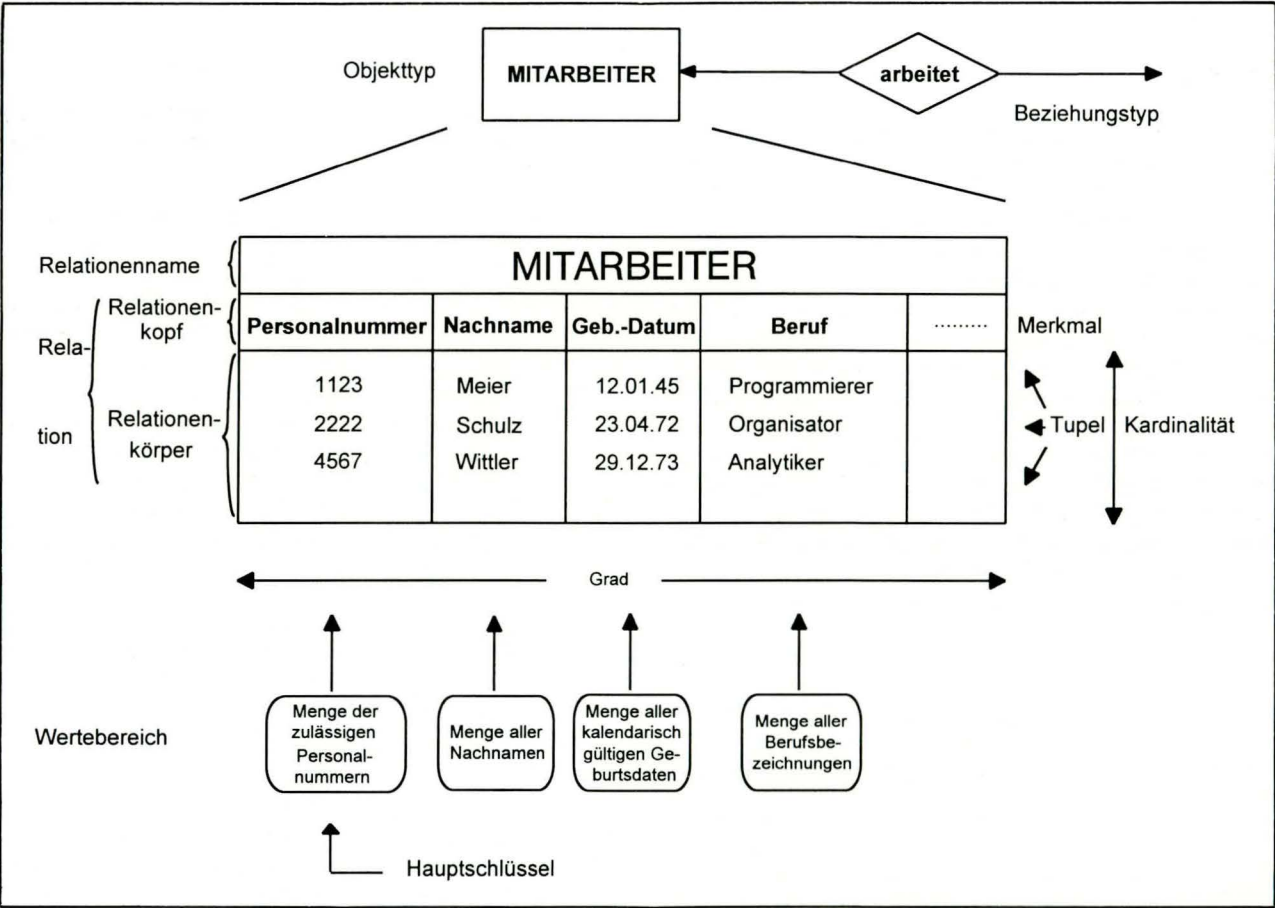 Objekttyp MITARBEITER arbeitet
Beziehungstyp
Relationenname MITARBEITER
Relationen-
kopf
Personalnummer Nachname Geb.-Datum Beruf ......... Merkmal
Rela-
tion
Relationen-
körper
1123 Meier 12.01.45 Programmierer
2222 Schulz 23.04.72 Organisator
4567 Wittler 29.12.73 Analytiker
Tupel Kardinalität
Grad
Wertebereich
Menge der
zulässigen
Personal-
nummern
Menge aller
Nachnamen
Menge aller
kalendarisch
gültigen Ge-
burtsdaten
Menge aller
Berufsbe-
zeichnungen
Hauptschlüssel